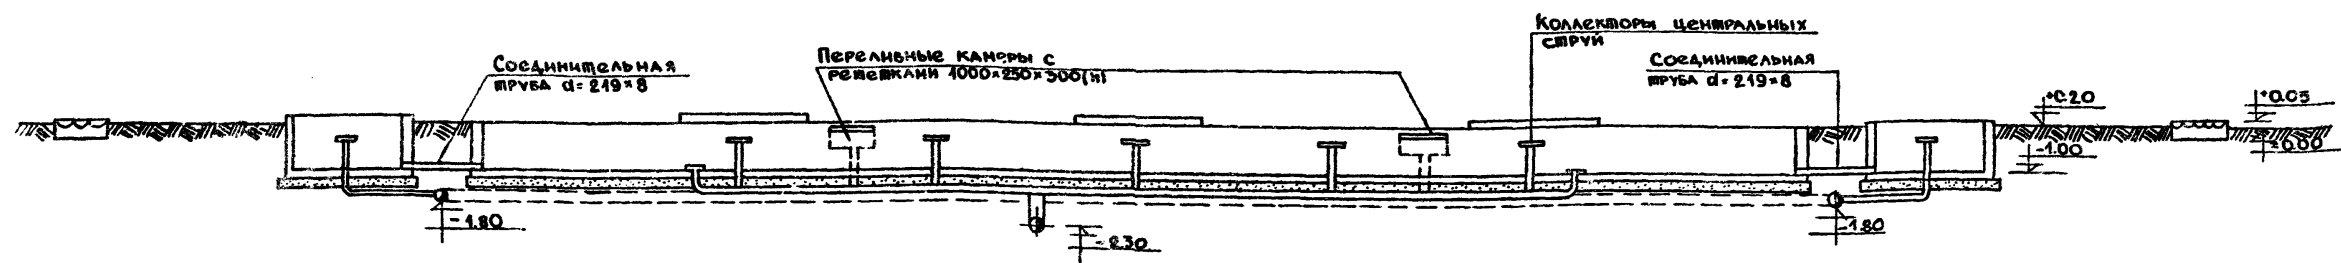 Коллекторы центральных
струй
Переливные камеры с
решетками 1000×250×300(h)
Соединительная
труба d=219×8
Соединительная
труба d=219×8
+0.20
+0.05
±0.00
-1.00
-1.80
-1.80
-2.30